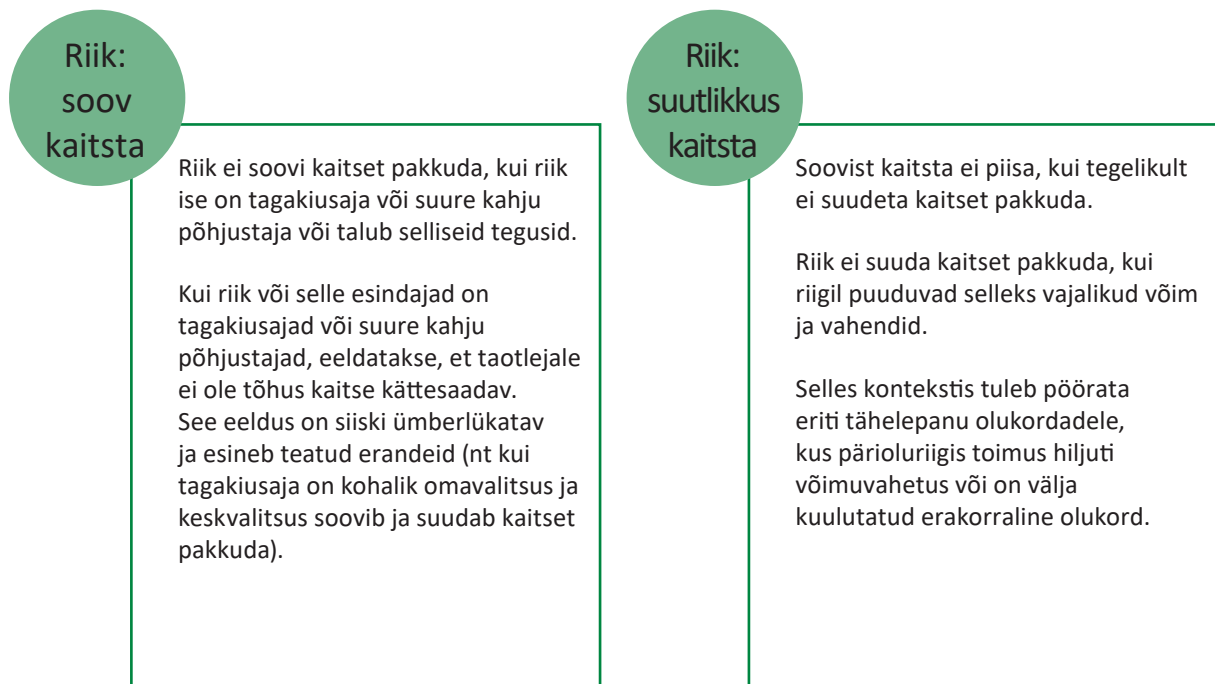 Riik:
soov
kaitsta
Riik ei soovi kaitset pakkuda, kui riik
ise on tagakiusaja või suure kahju
põhjustaja või talub selliseid tegusid.
Kui riik või selle esindajad on
tagakiusajad või suure kahju
põhjustajad, eeldatakse, et taotlejale
ei ole tõhus kaitse kättesaadav.
See eeldus on siiski ümberlükatav
ja esineb teatud erandeid (nt kui
tagakiusaja on kohalik omavalitsus ja
keskvalitsus soovib ja suudab kaitset
pakkuda).
Riik:
suutlikkus
kaitsta
Soovist kaitsta ei piisa, kui tegelikult
ei suudeta kaitset pakkuda.
Riik ei suuda kaitset pakkuda, kui
riigil puuduvad selleks vajalikud võim
ja vahendid.
Selles kontekstis tuleb pöörata
eriti tähelepanu olukordadele,
kus pärioluriigis toimus hiljuti
võimuvahetus või on välja
kuulutatud erakorraline olukord.